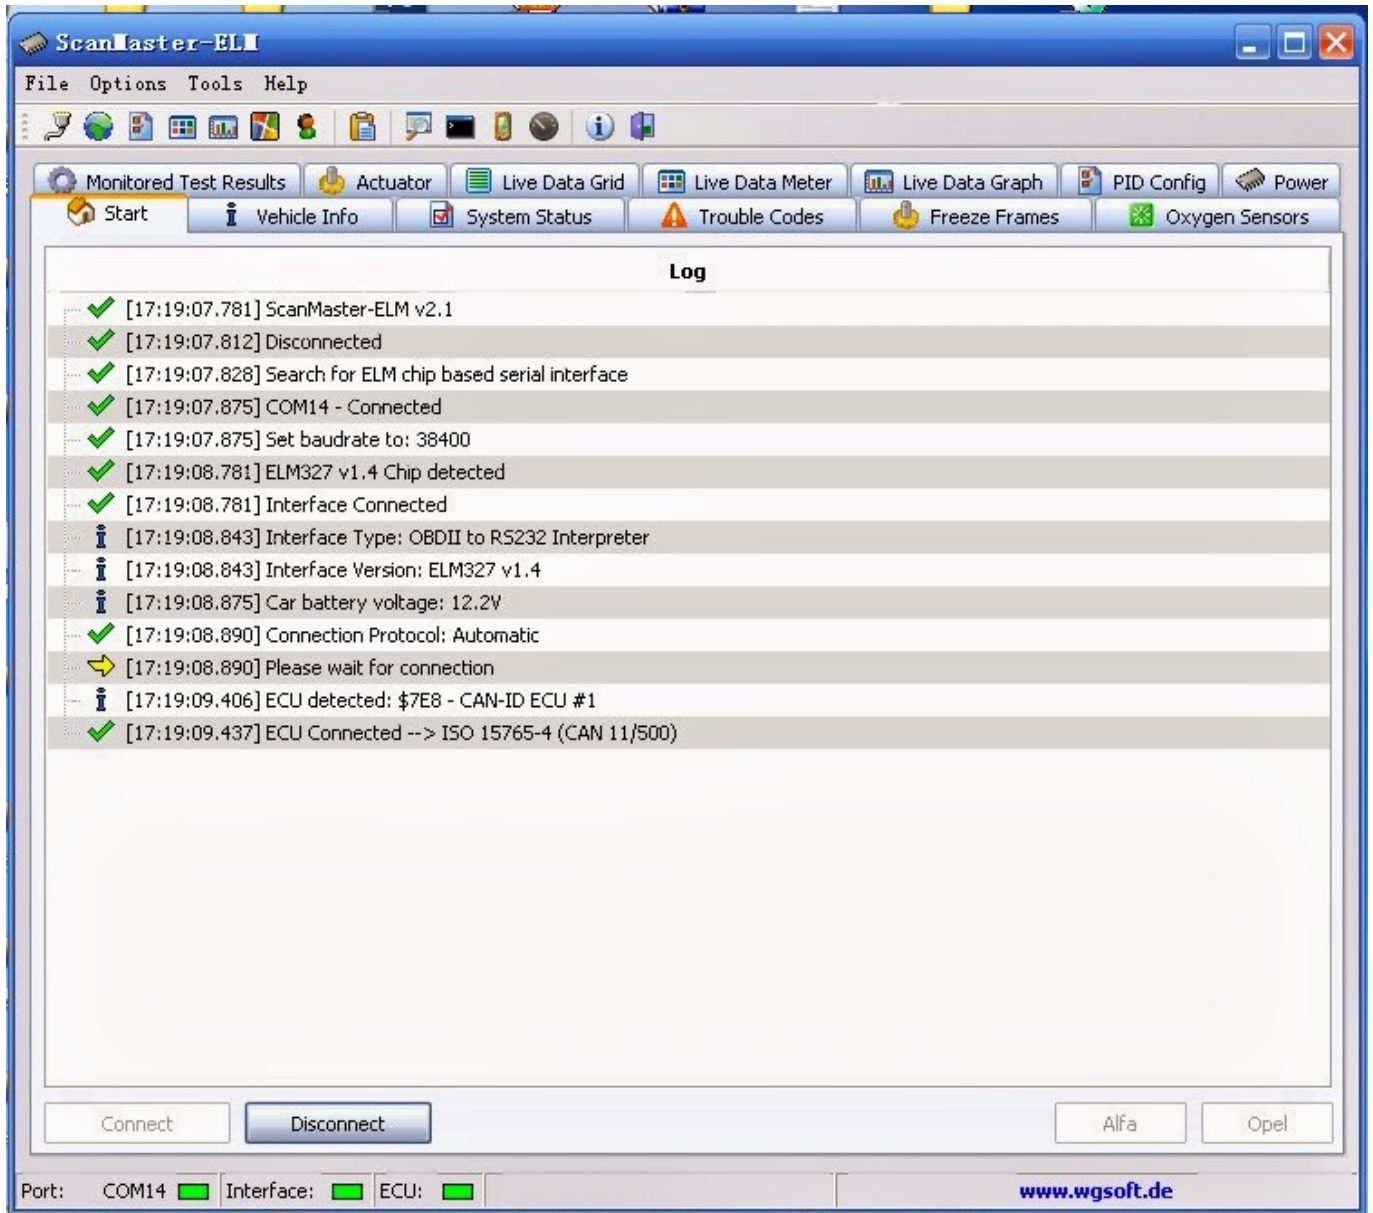 ScanMaster-ELM
File Options Tools Help
Monitored Test Results Actuator Live Data Grid Live Data Meter Live Data Graph PID Config Power
Start Vehicle Info System Status Trouble Codes Freeze Frames Oxygen Sensors
Log
[17:19:07.781] ScanMaster-ELM v2.1
[17:19:07.812] Disconnected
[17:19:07.828] Search for ELM chip based serial interface
[17:19:07.875] COM14 - Connected
[17:19:07.875] Set baudrate to: 38400
[17:19:08.781] ELM327 v1.4 Chip detected
[17:19:08.781] Interface Connected
[17:19:08.843] Interface Type: OBDII to RS232 Interpreter
[17:19:08.843] Interface Version: ELM327 v1.4
[17:19:08.875] Car battery voltage: 12.2V
[17:19:08.890] Connection Protocol: Automatic
[17:19:08.890] Please wait for connection
[17:19:09.406] ECU detected: $7E8 - CAN-ID ECU #1
[17:19:09.437] ECU Connected --> ISO 15765-4 (CAN 11/500)
Connect Disconnect Alfa Opel
Port: COM14 Interface: ECU: www.wgsoft.de